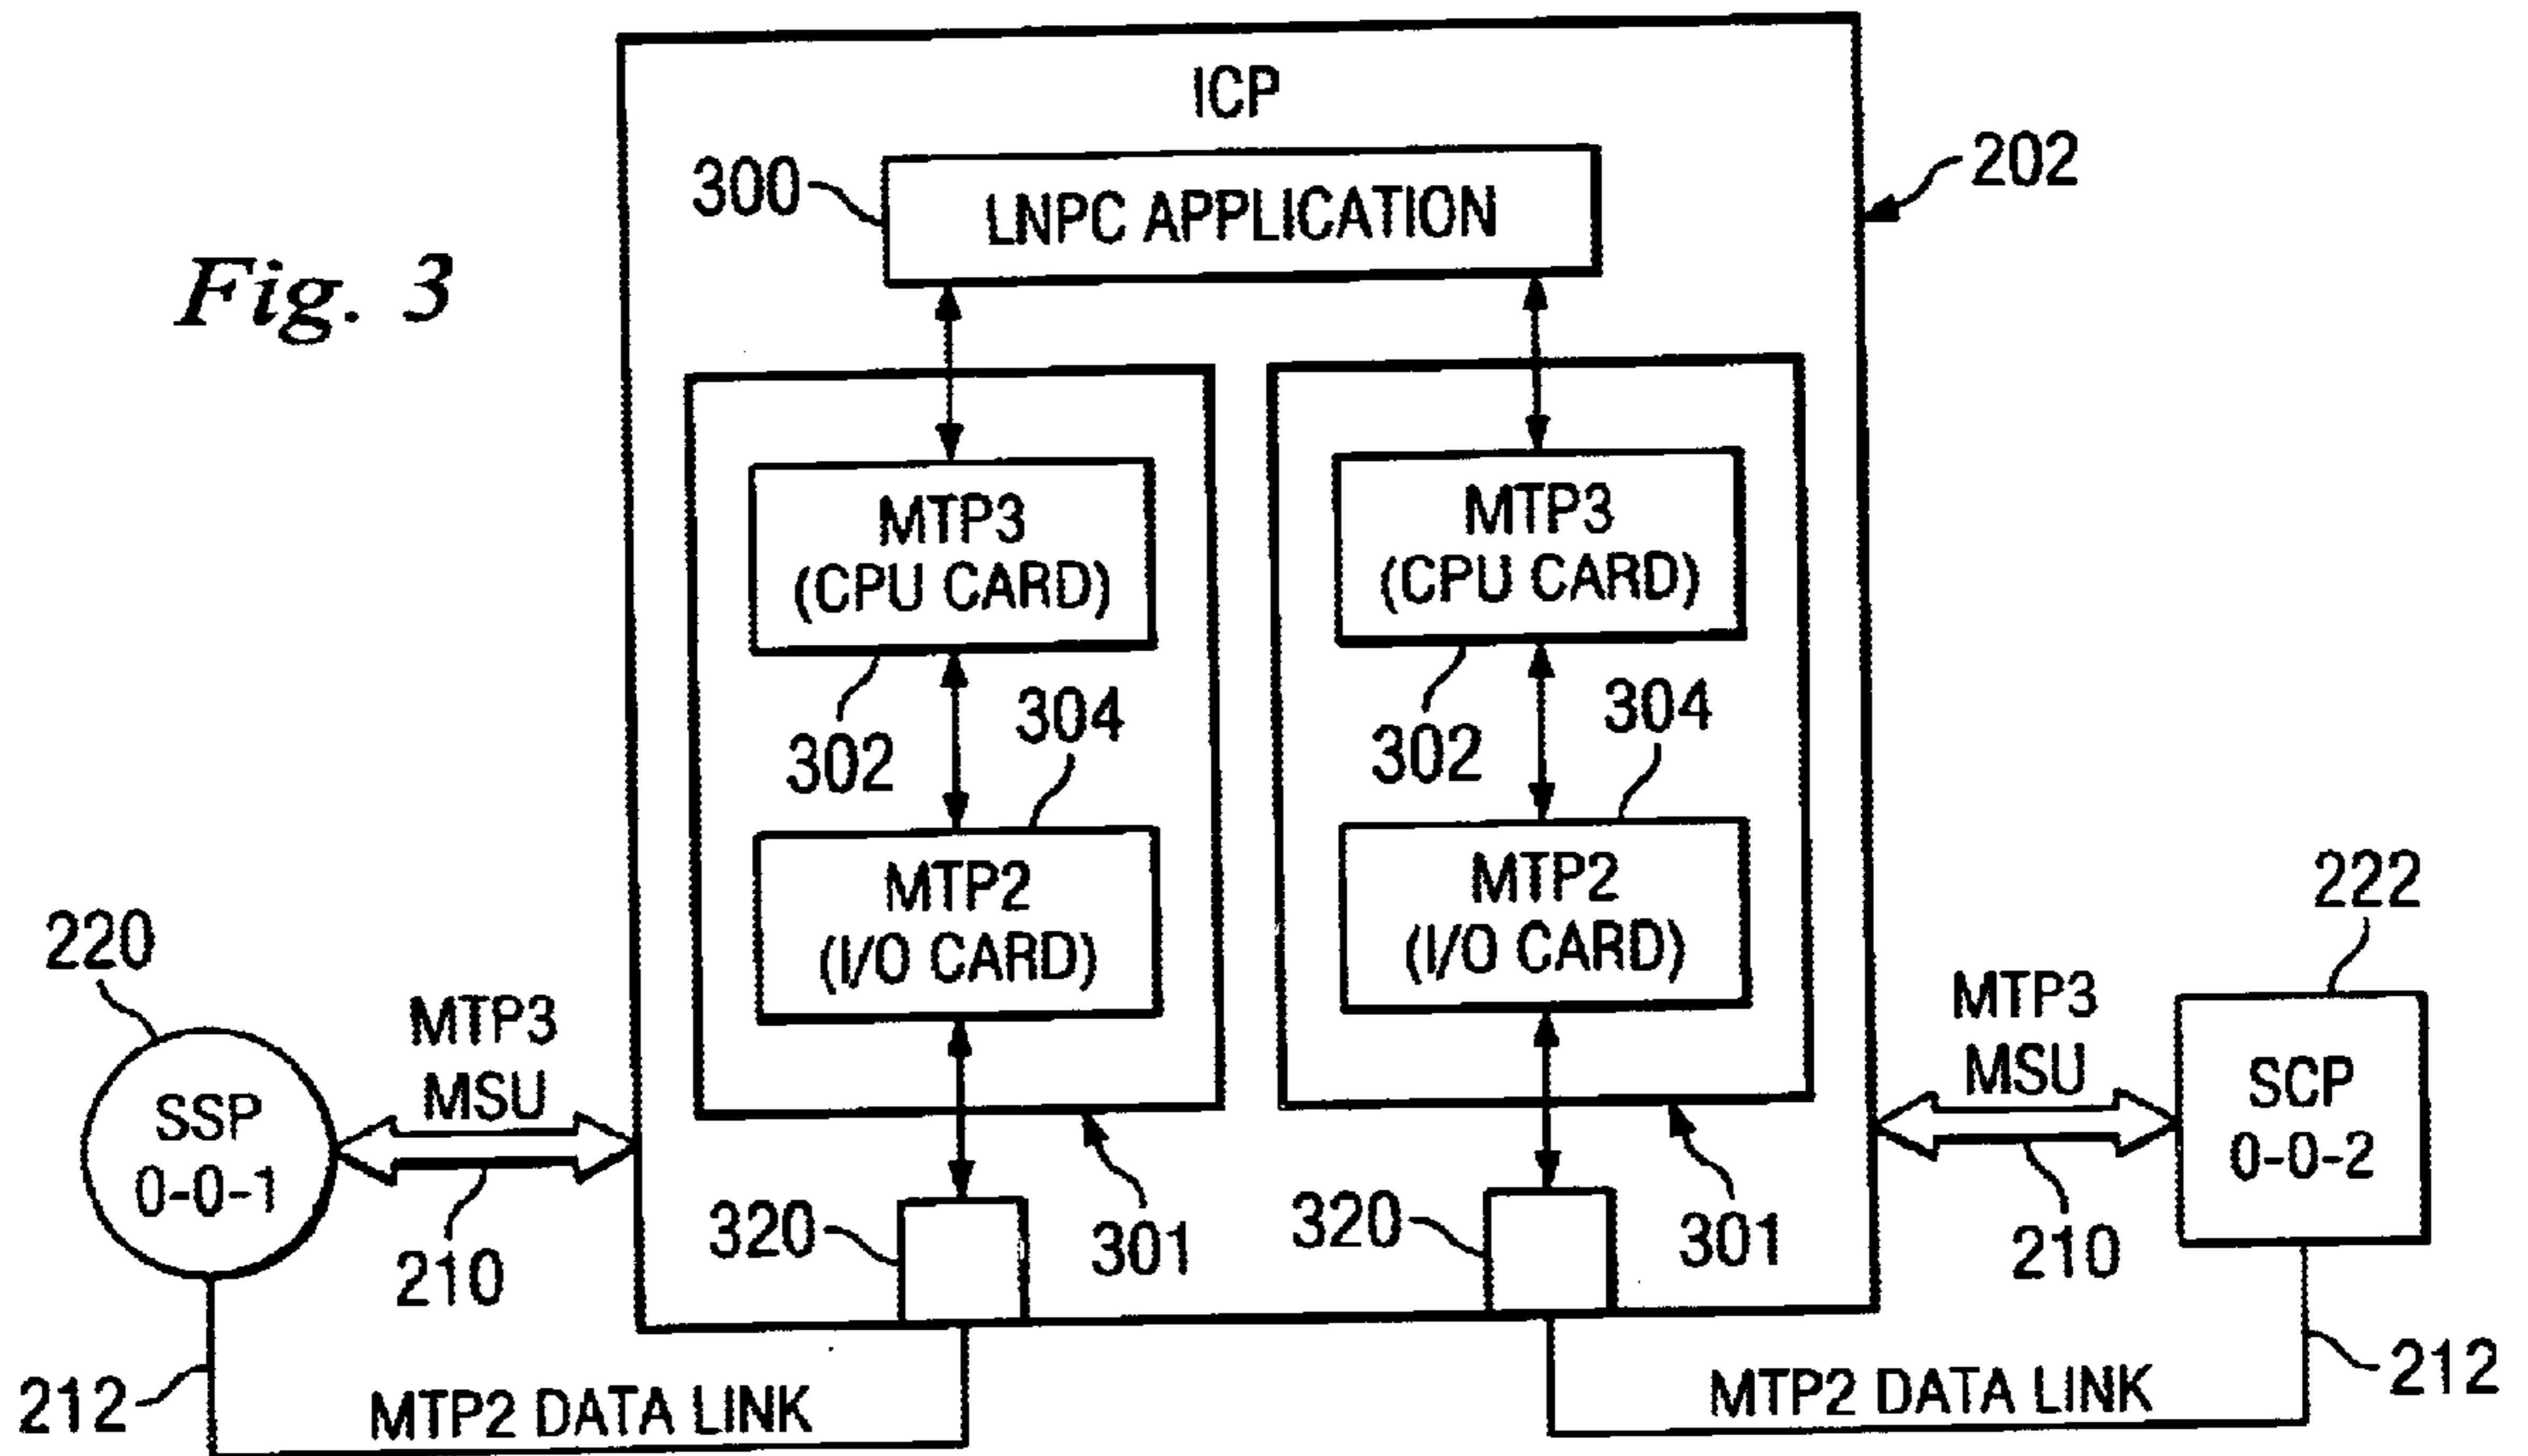 ICP
300
LNPC APPLICATION
202
Fig. 3
MTP3
(CPU CARD)
MTP3
(CPU CARD)
302
304
302
304
MTP2
(I/O CARD)
MTP2
(I/O CARD)
220
MTP3
MSU
SSP
0-0-1
210
222
MTP3
MSU
SCP
0-0-2
210
320
301
320
301
212
MTP2 DATA LINK
MTP2 DATA LINK
212